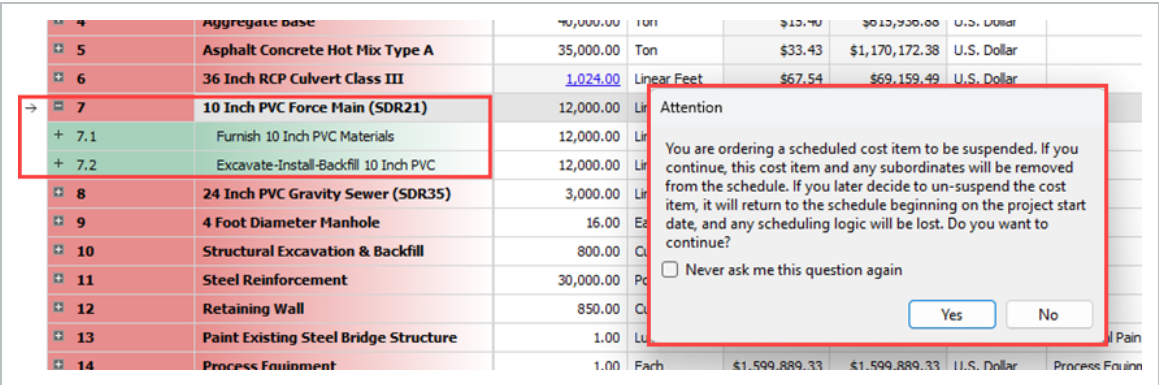 4 Aggregate Base 40,000.00 Ton $15.40 $615,936.88 U.S. Dollar
5 Asphalt Concrete Hot Mix Type A 35,000.00 Ton $33.43 $1,170,172.38 U.S. Dollar
6 36 Inch RCP Culvert Class III 1,024.00 Linear Feet $67.54 $69,159.49 U.S. Dollar
7 10 Inch PVC Force Main (SDR21) 12,000.00
7.1 Furnish 10 Inch PVC Materials 12,000.00
7.2 Excavate-Install-Backfill 10 Inch PVC 12,000.00
8 24 Inch PVC Gravity Sewer (SDR35) 3,000.00
9 4 Foot Diameter Manhole 16.00
10 Structural Excavation & Backfill 800.00
11 Steel Reinforcement 30,000.00
12 Retaining Wall 850.00
13 Paint Existing Steel Bridge Structure 1.00
14 Process Equipment 1.00 Each $1,599,889.33 $1,599,889.33 U.S. Dollar
Attention
You are ordering a scheduled cost item to be suspended. If you
continue, this cost item and any subordinates will be removed
from the schedule. If you later decide to un-suspend the cost
item, it will return to the schedule beginning on the project start
date, and any scheduling logic will be lost. Do you want to
continue?
Never ask me this question again
Yes No